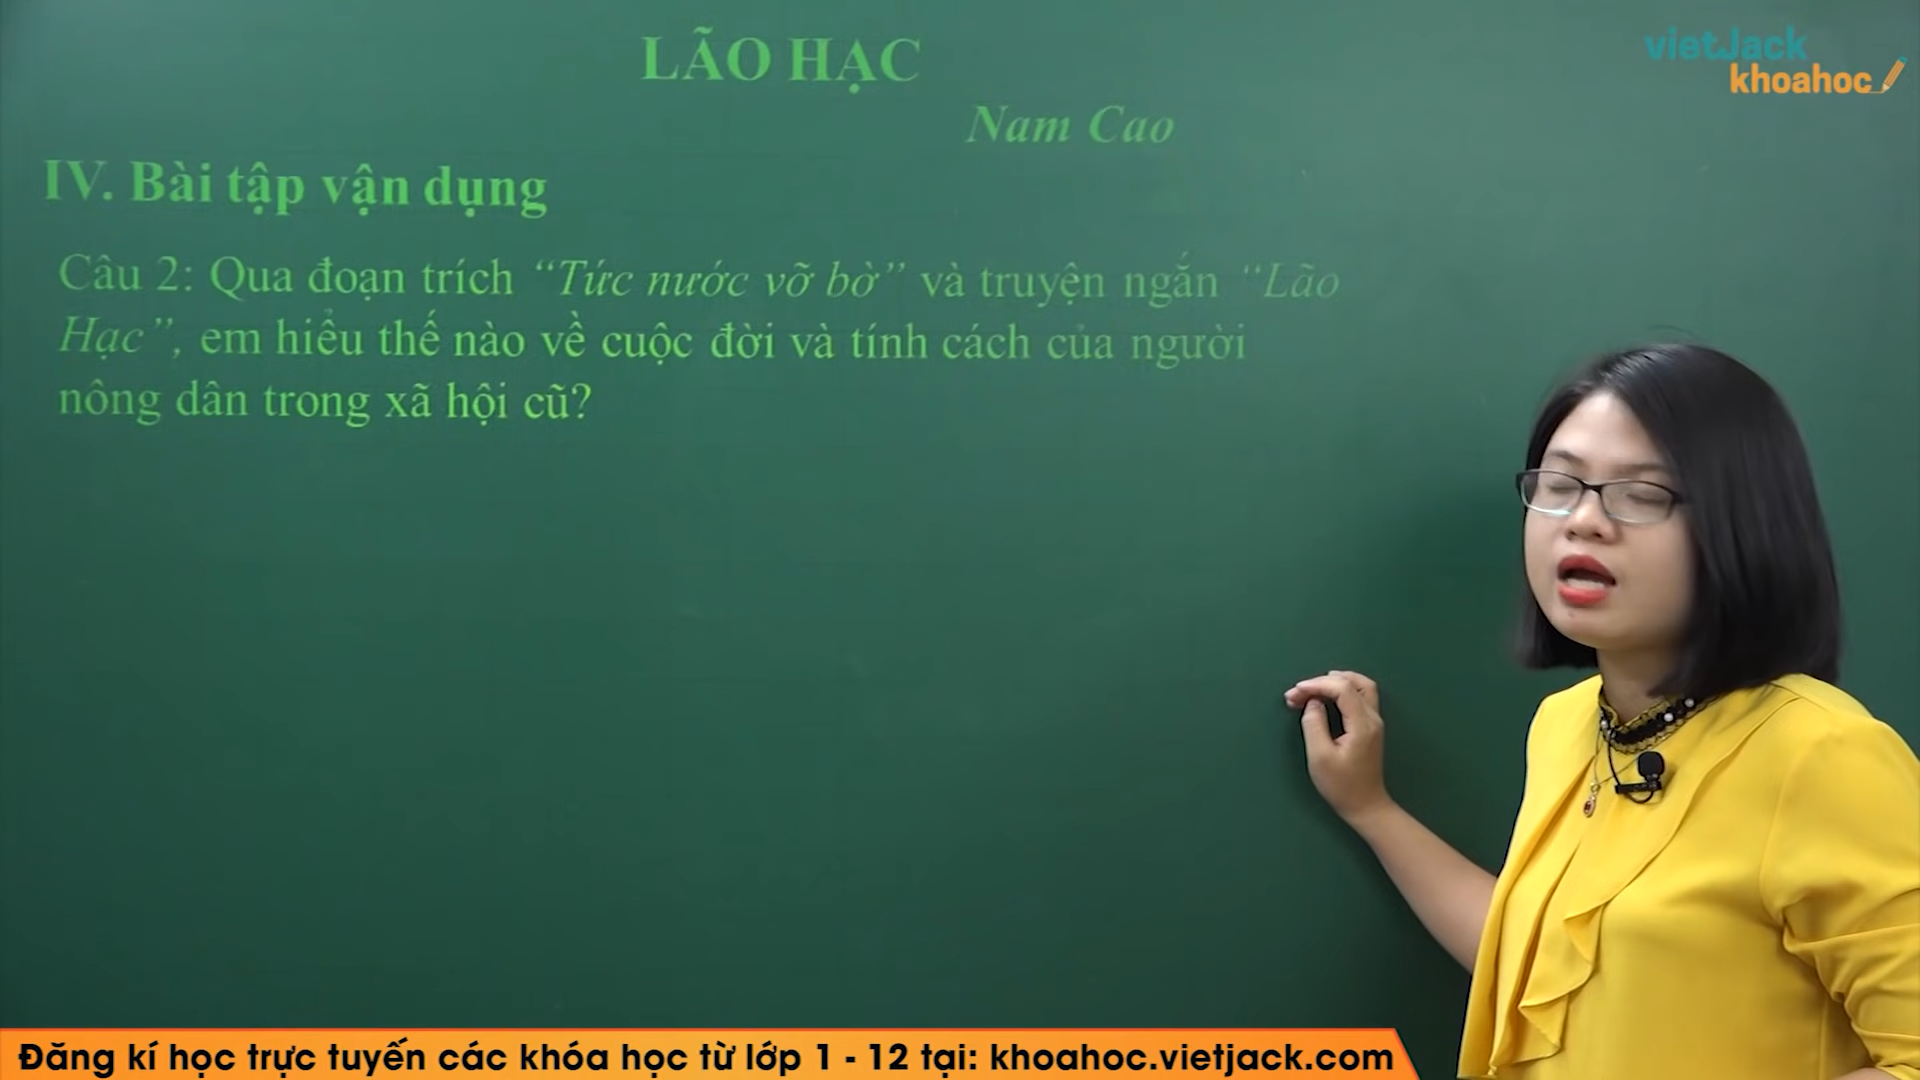 LÃO HẠC
vietJack
khoahoc
Nam Cao
IV. Bài tập vận dụng
Câu 2: Qua đoạn trích “Tức nước vỡ bờ” và truyện ngắn “Lão
Hạc”, em hiểu thế nào về cuộc đời và tính cách của người
nông dân trong xã hội cũ?
Đăng kí học trực tuyến các khóa học từ lớp 1 - 12 tại: khoahoc.vietjack.com